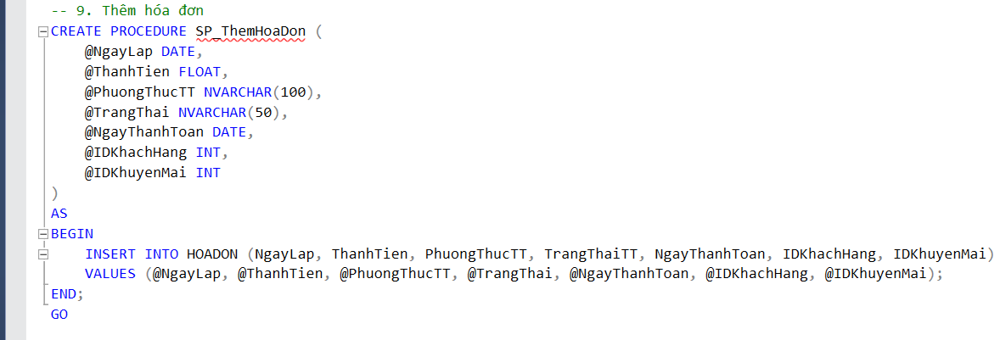 -- 9. Thêm hóa đơn
CREATE PROCEDURE SP_ThemHoaDon (
    @NgayLap DATE,
    @ThanhTien FLOAT,
    @PhuongThucTT NVARCHAR(100),
    @TrangThai NVARCHAR(50),
    @NgayThanhToan DATE,
    @IDKhachHang INT,
    @IDKhuyenMai INT
)
AS
BEGIN
    INSERT INTO HOADON (NgayLap, ThanhTien, PhuongThucTT, TrangThaiTT, NgayThanhToan, IDKhachHang, IDKhuyenMai)
    VALUES (@NgayLap, @ThanhTien, @PhuongThucTT, @TrangThai, @NgayThanhToan, @IDKhachHang, @IDKhuyenMai);
END;
GO